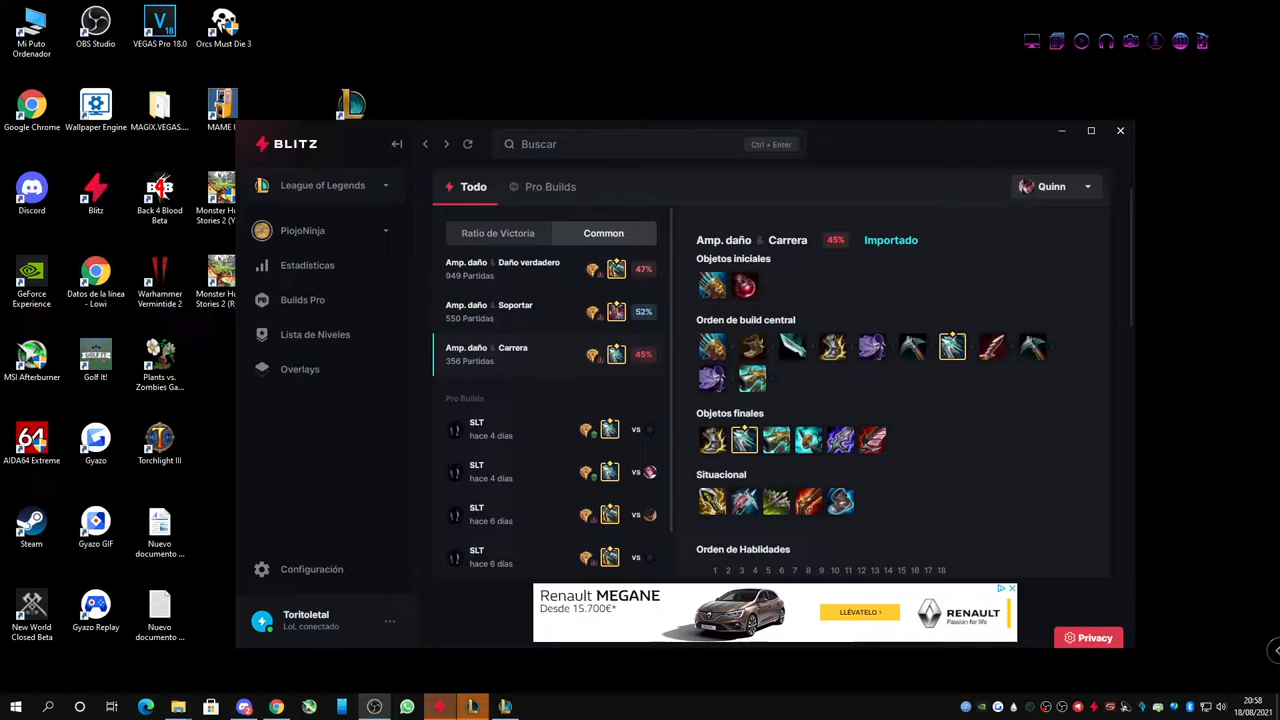 Mi Puto
Ordenador
OBS Studio
VEGAS Pro 18.0
Orcs Must Die 3
Google Chrome
Wallpaper Engine
MAGIX.VEGAS....
MAME
Discord
Blitz
Back 4 Blood
Beta
Monster Hu
Stories 2 (
GeForce
Experience
Datos de la línea
- Lowi
Warhammer
Vermintide 2
Monster Hu
Stories 2 (R
MSI Afterburner
Golf It!
Plants vs.
Zombies Ga...
AIDA64 Extreme
Gyazo
Torchlight III
Steam
Gyazo GIF
Nuevo
documento ...
New World
Closed Beta
Gyazo Replay
Nuevo
documento ...
BLITZ
Buscar
Ctrl + Enter
League of Legends
PiojoNinja
Estadísticas
Builds Pro
Lista de Niveles
Overlays
Configuración
Toritoletal
LoL conectado
Todo
Pro Builds
Quinn
Ratio de Victoria
Common
Amp. daño & Daño verdadero
949 Partidas
47%
Amp. daño & Soportar
550 Partidas
52%
Amp. daño & Carrera
356 Partidas
45%
Pro Builds
SLT
hace 4 días
vs
SLT
hace 4 días
vs
SLT
hace 6 días
vs
SLT
hace 6 días
vs
Amp. daño & Carrera 45% Importado
Objetos iniciales
Orden de build central
Objetos finales
Situacional
Orden de Hablidades
1 2 3 4 5 6 7 8 9 10 11 12 13 14 15 16 17 18
Renault MEGANE
Desde 15.700€*
LLÉVATELO >
RENAULT
Passion for life
Privacy
20:58
18/08/2021